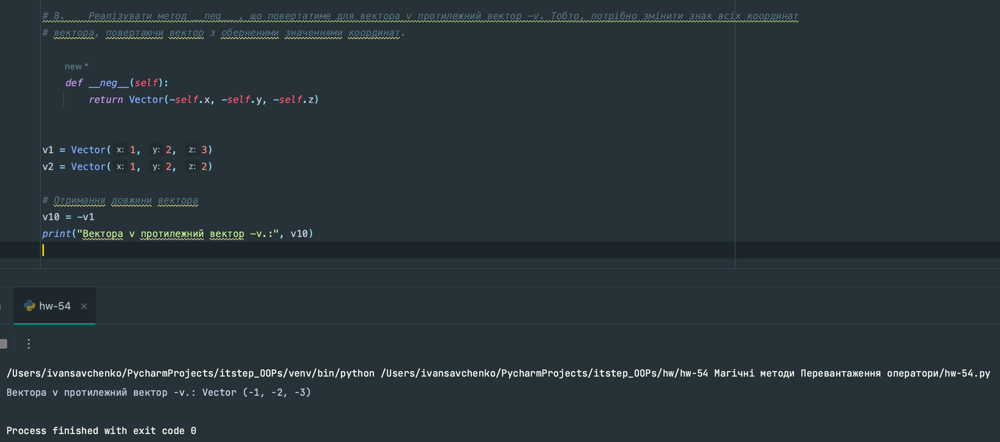 # 8.    Реалізувати метод __neg__ , що повертатиме для вектора v протилежний вектор -v. Тобто, потрібно змінити знак всіх координат
# вектора, повертаючи вектор з оберненими значеннями координат.
new *
def __neg__(self):
return Vector(-self.x, -self.y, -self.z)
v1 = Vector( x: 1,  y: 2,  z: 3)
v2 = Vector( x: 1,  y: 2,  z: 2)
# Отримання довжини вектора
v10 = -v1
print("Вектора v протилежний вектор -v.:", v10)
hw-54 ×
/Users/ivansavchenko/PycharmProjects/itstep_OOPs/venv/bin/python /Users/ivansavchenko/PycharmProjects/itstep_OOPs/hw/hw-54 Магічні методи Перевантаження оператори/hw-54.py
Вектора v протилежний вектор -v.: Vector (-1, -2, -3)
Process finished with exit code 0